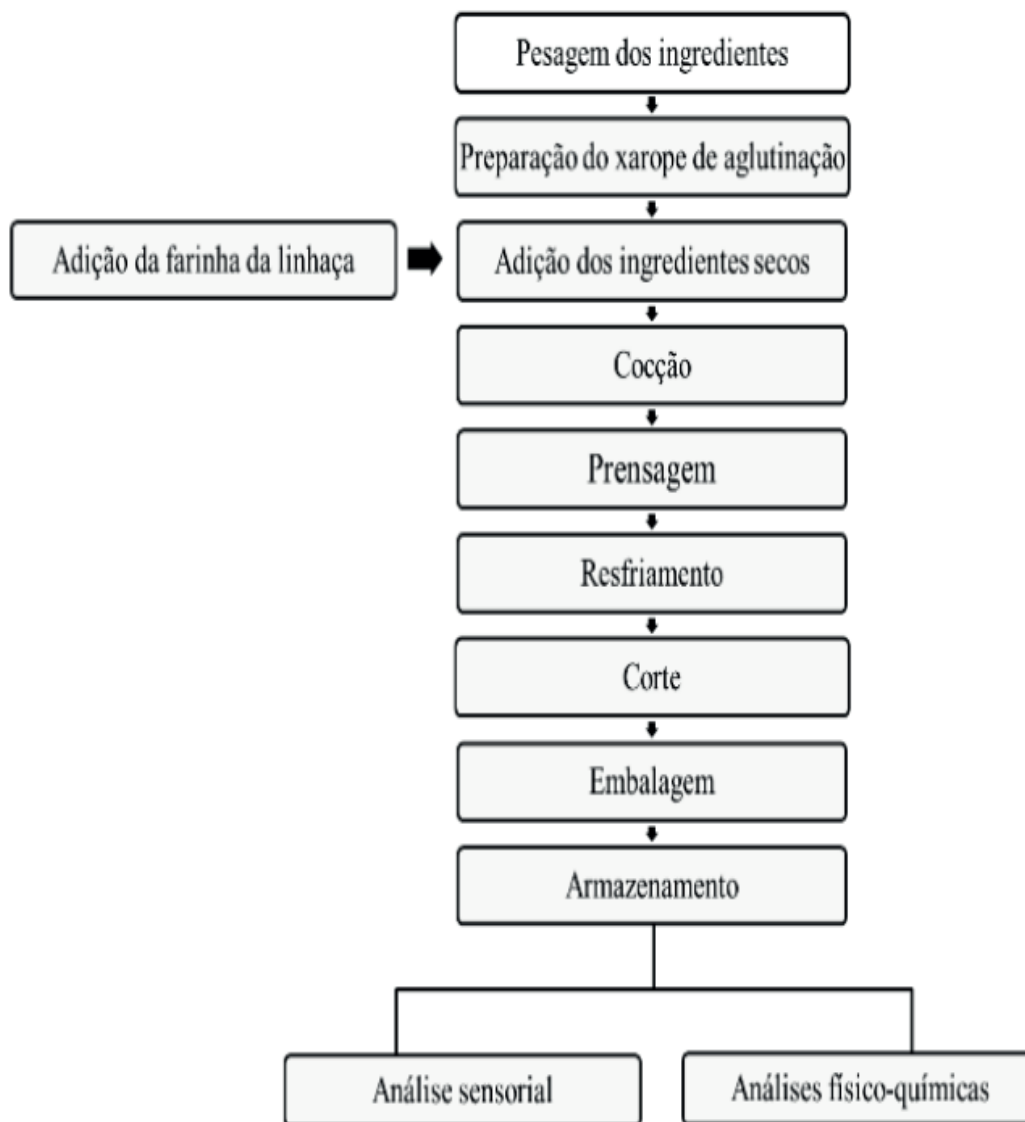 Pesagem dos ingredientes
Preparação do xarope de aglutinação
Adição da farinha da linhaça
Adição dos ingredientes secos
Cocção
Prensagem
Resfriamento
Corte
Embalagem
Armazenamento
Análise sensorial
Análises físico-químicas